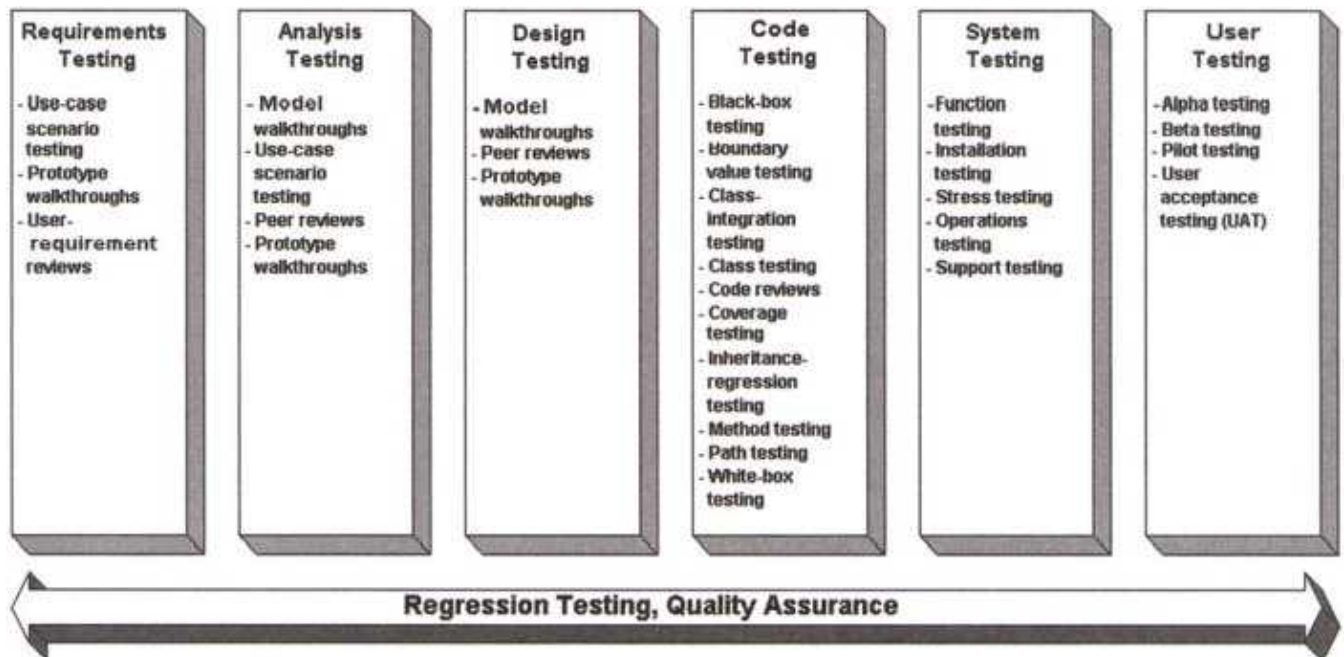 Requirements
Testing
- Use-case
scenario
testing
- Prototype
walkthroughs
- User-
requirement
reviews
Analysis
Testing
- Model
walkthroughs
- Use-case
scenario
testing
- Peer reviews
- Prototype
walkthroughs
Design
Testing
- Model
walkthroughs
- Peer reviews
- Prototype
walkthroughs
Code
Testing
- Black-box
testing
- Boundary
value testing
- Class-
integration
testing
- Class testing
- Code reviews
- Coverage
testing
- Inheritance-
regression
testing
- Method testing
- Path testing
- White-box
testing
System
Testing
- Function
testing
- Installation
testing
- Stress testing
- Operations
testing
- Support testing
User
Testing
- Alpha testing
- Beta testing
- Pilot testing
- User
acceptance
testing (UAT)
Regression Testing, Quality Assurance